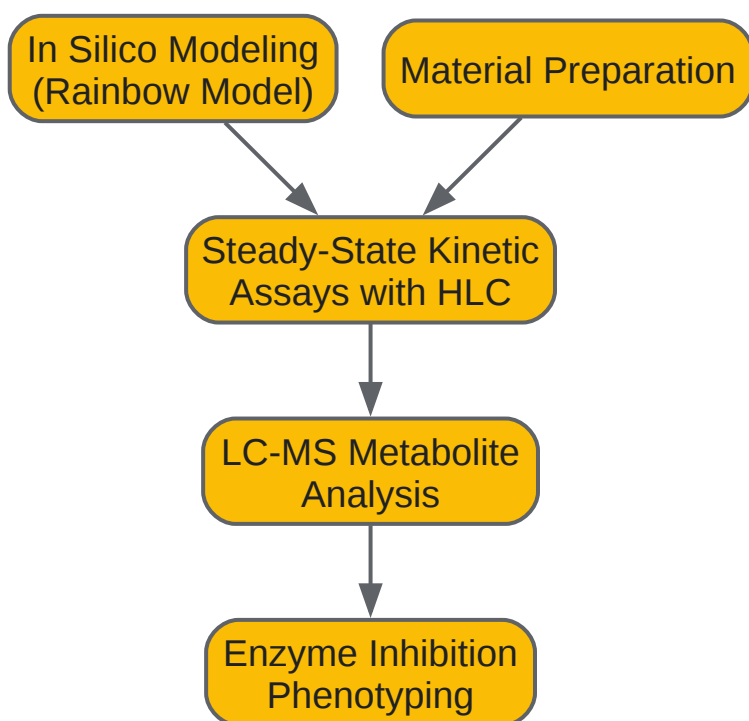 In Silico Modeling
(Rainbow Model)
Material Preparation
Steady-State Kinetic
Assays with HLC
LC-MS Metabolite
Analysis
Enzyme Inhibition
Phenotyping